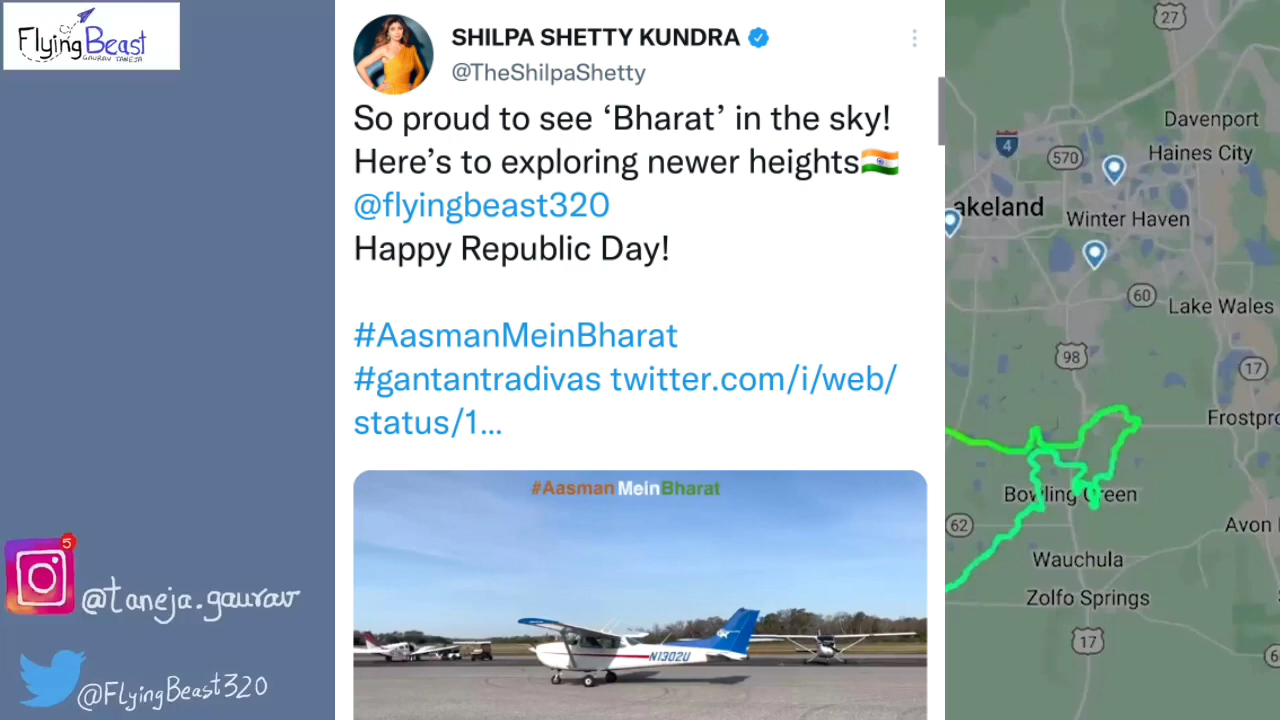 FlyingBeast
GAURAV TANEJA
SHILPA SHETTY KUNDRA
@TheShilpaShetty
So proud to see ‘Bharat’ in the sky!
Here’s to exploring newer heights🇮🇳
@flyingbeast320
Happy Republic Day!
#AasmanMeinBharat
#gantantradivas twitter.com/i/web/
status/1...
#AasmanMeinBharat
N1302U
5
@taneja.gaurav
@FlyingBeast320
27
Davenport
4
570
Haines City
akeland
Winter Haven
60
Lake Wales
98
17
Frostpro
Bowling Green
62
Avon
Wauchula
Zolfo Springs
17
6